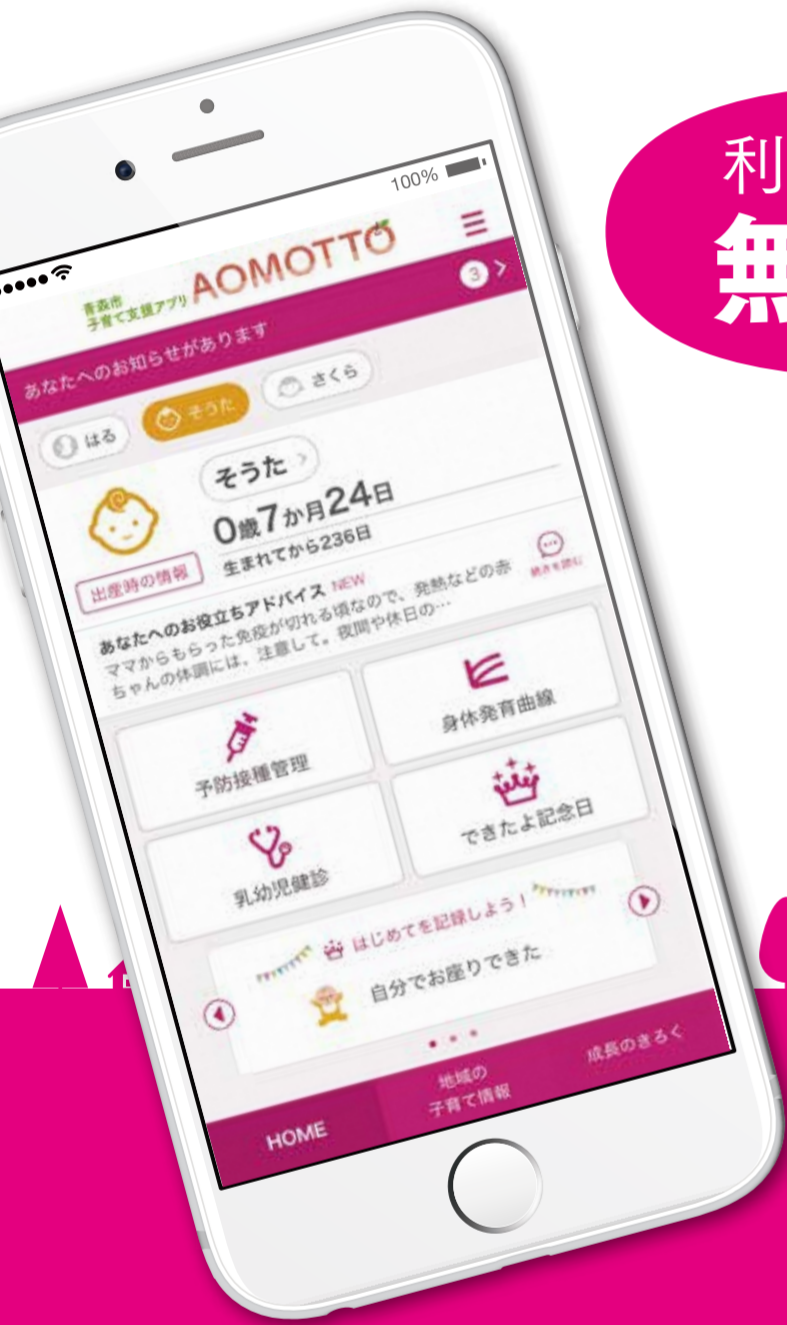 利
無
100%
青森市
子育て支援アプリ
AOMOTTO
あなたへのお知らせがあります
3
はる
そうた
さくら
そうた
0歳7か月24日
生まれてから236日
出産時の情報
あなたへのお役立ちアドバイス NEW
ママからもらった免疫が切れる頃なので、発熱などの赤
ちゃんの体調には、注意して。夜間や休日の…
続きを読む
予防接種管理
身体発育曲線
乳幼児健診
できたよ記念日
はじめてを記録しよう！
自分でお座りできた
HOME
地域の
子育て情報
成長のきろく